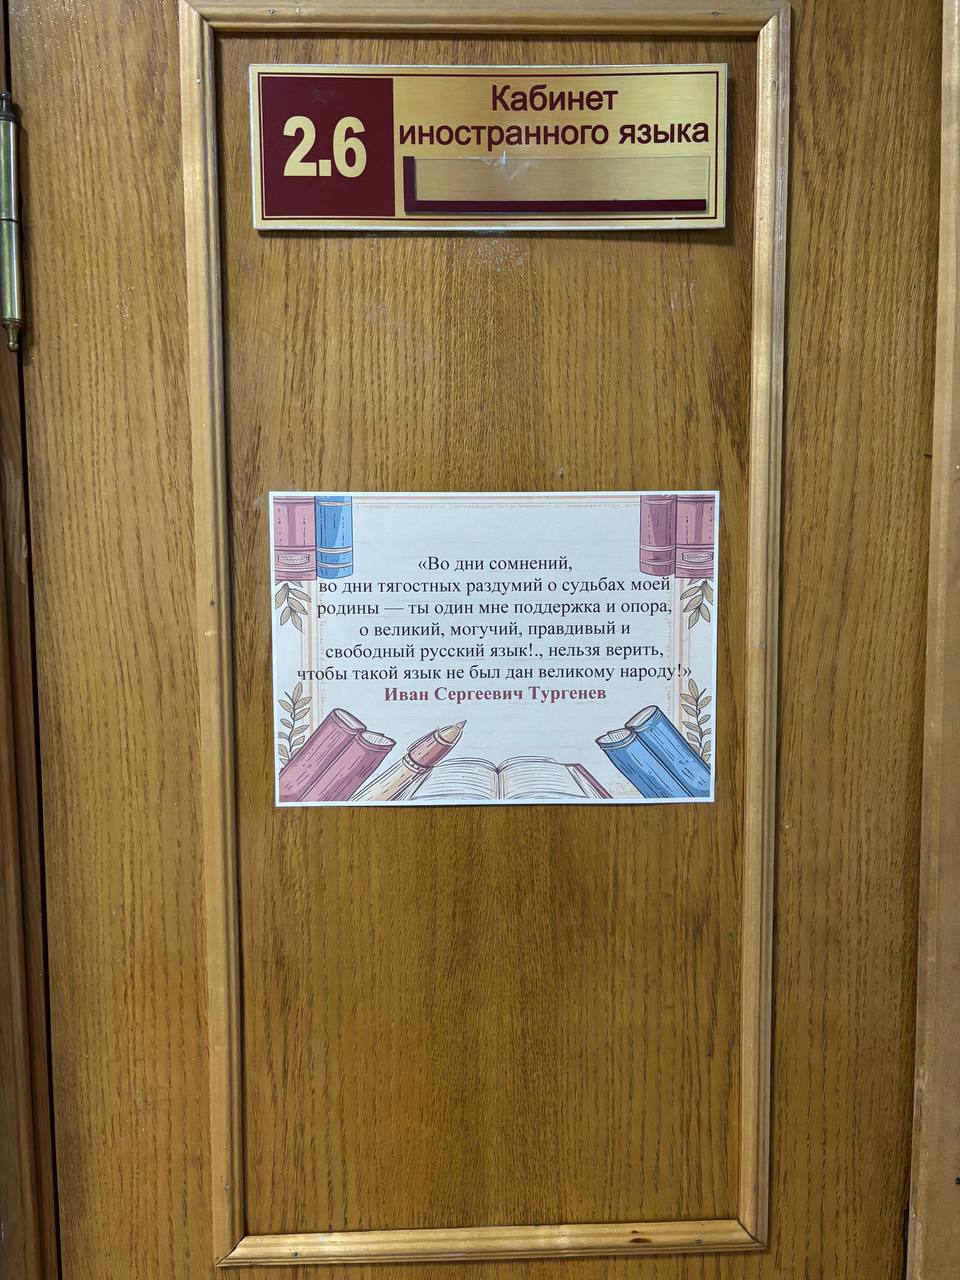 2.6
Кабинет
иностранного языка
«Во дни сомнений,
во дни тягостных раздумий о судьбах моей
родины — ты один мне поддержка и опора,
о великий, могучий, правдивый и
свободный русский язык!., нельзя верить,
чтобы такой язык не был дан великому народу!»
Иван Сергеевич Тургенев